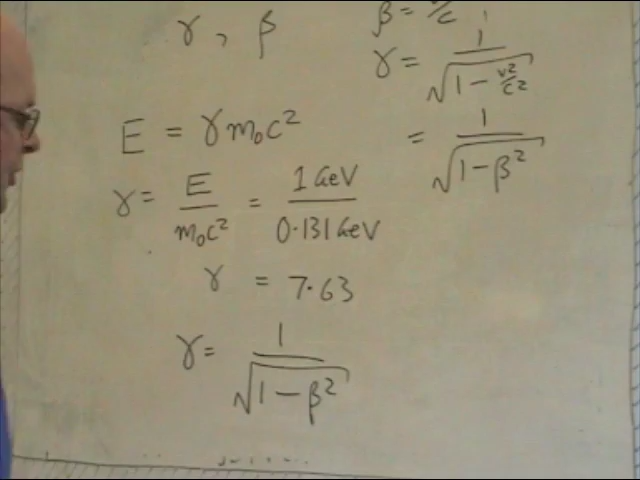 γ, β
β = v/c
γ = 1/√(1 - v²/c²)
= 1/√(1 - β²)
E = γm₀c²
γ = E/m₀c² = 1 GeV/0.131 GeV
γ = 7.63
γ = 1/√(1 - β²)